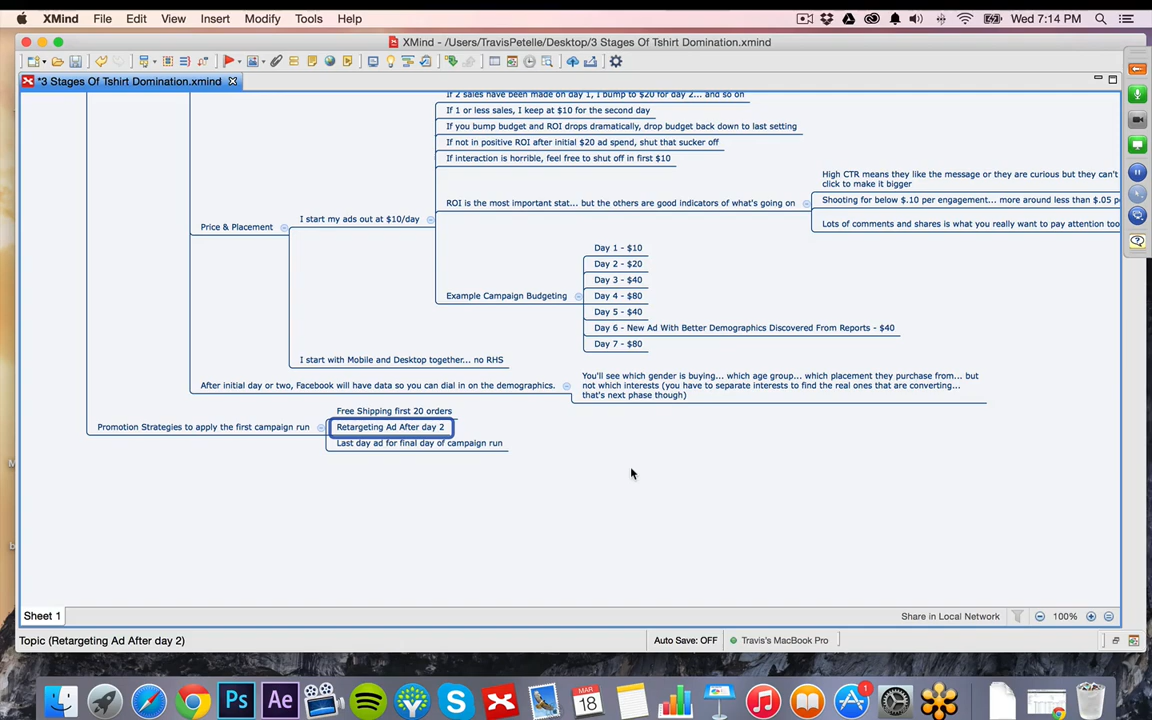 XMind File Edit View Insert Modify Tools Help Wed 7:14 PM
XMind - /Users/TravisPetelle/Desktop/3 Stages Of Tshirt Domination.xmind
*3 Stages Of Tshirt Domination.xmind
If 2 sales have been made on day 1, I bump to $20 for day 2... and so on
If 1 or less sales, I keep at $10 for the second day
If you bump budget and ROI drops dramatically, drop budget back down to last setting
If not in positive ROI after initial $20 ad spend, shut that sucker off
If interaction is horrible, feel free to shut off in first $10
High CTR means they like the message or they are curious but they can't
click to make it bigger
ROI is the most important stat... but the others are good indicators of what's going on
Shooting for below $.10 per engagement... more around less than $.05 p
Lots of comments and shares is what you really want to pay attention too
Price & Placement
I start my ads out at $10/day
Day 1 - $10
Day 2 - $20
Day 3 - $40
Example Campaign Budgeting
Day 4 - $80
Day 5 - $40
Day 6 - New Ad With Better Demographics Discovered From Reports - $40
Day 7 - $80
I start with Mobile and Desktop together... no RHS
After initial day or two, Facebook will have data so you can dial in on the demographics.
You'll see which gender is buying... which age group... which placement they purchase from... but
not which interests (you have to separate interests to find the real ones that are converting...
that's next phase though)
Promotion Strategies to apply the first campaign run
Free Shipping first 20 orders
Retargeting Ad After day 2
Last day ad for final day of campaign run
Sheet 1
Share in Local Network
100%
Topic (Retargeting Ad After day 2)
Auto Save: OFF
Travis's MacBook Pro
Ps
Ae
MAR
18
1